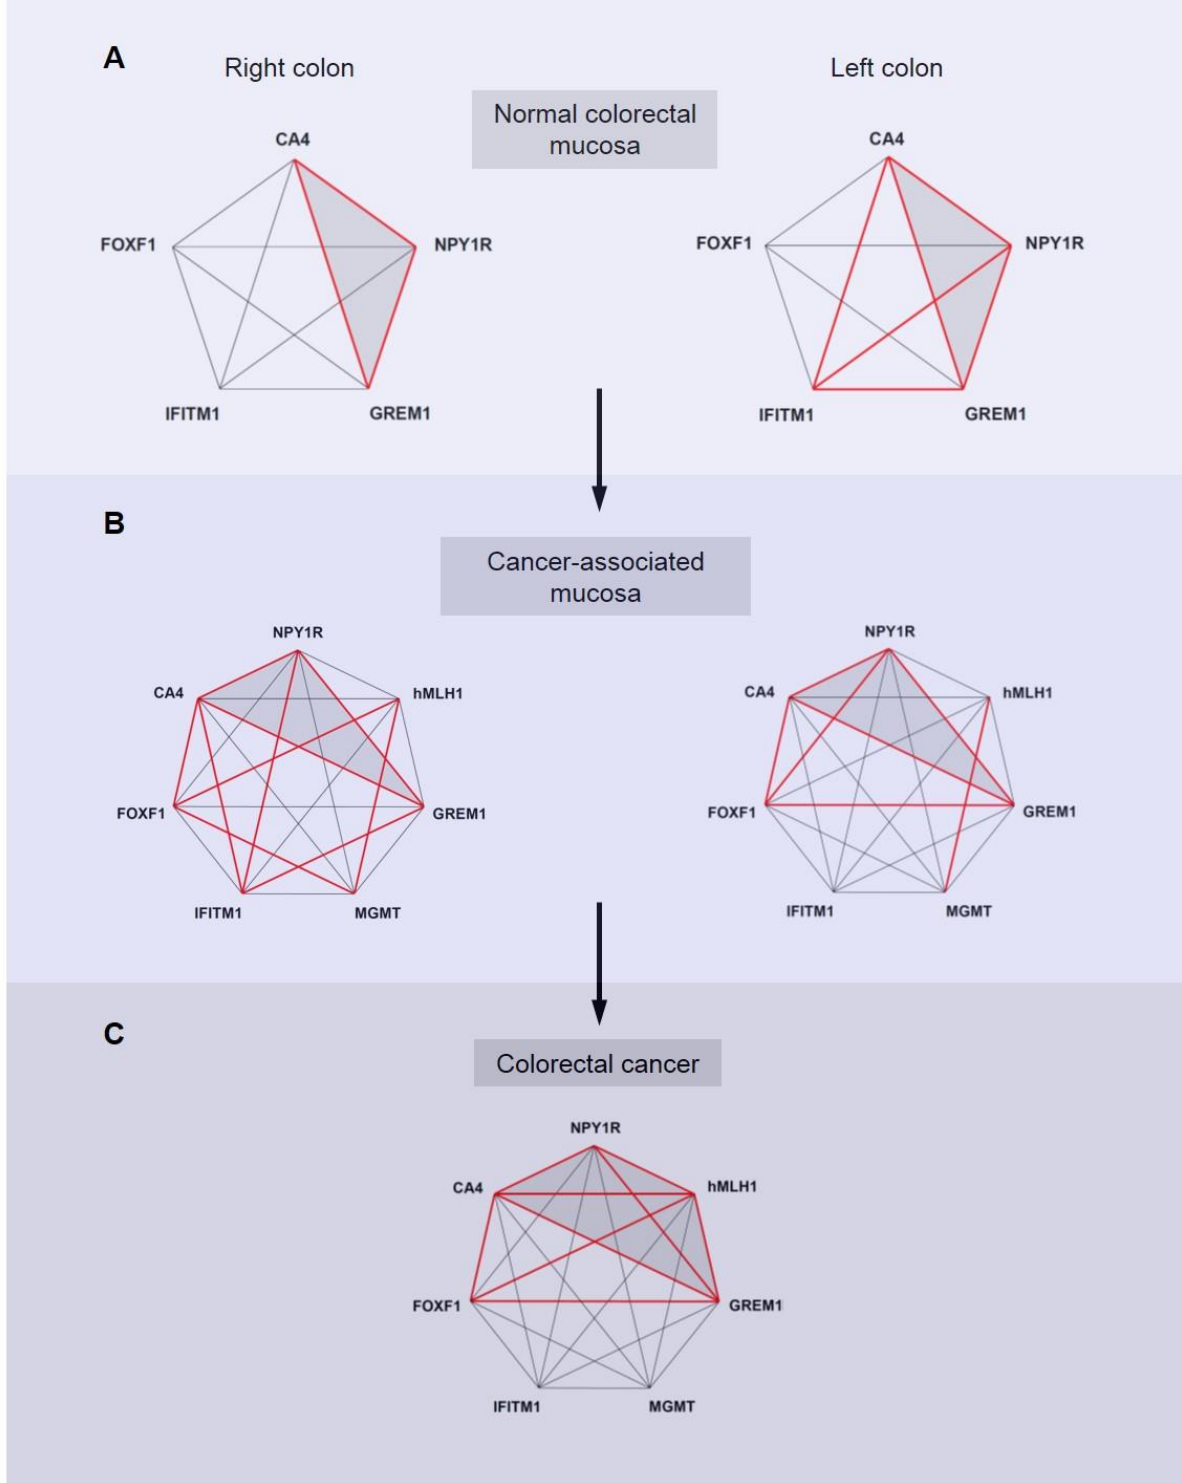 A
Right colon
Left colon
Normal colorectal
mucosa
CA4
FOXF1
NPY1R
IFITM1
GREM1
CA4
FOXF1
NPY1R
IFITM1
GREM1
B
Cancer-associated
mucosa
NPY1R
CA4
hMLH1
FOXF1
GREM1
IFITM1
MGMT
NPY1R
CA4
hMLH1
FOXF1
GREM1
IFITM1
MGMT
C
Colorectal cancer
NPY1R
CA4
hMLH1
FOXF1
GREM1
IFITM1
MGMT